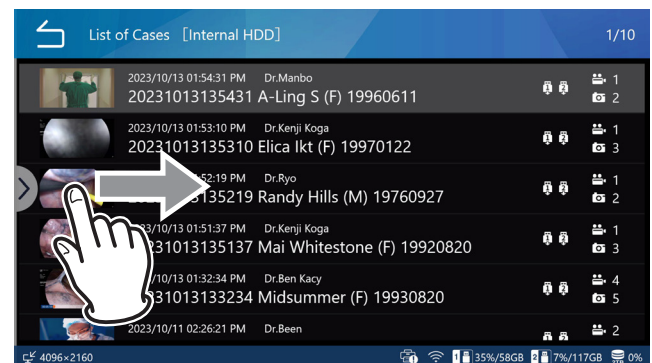 List of Cases [Internal HDD] 1/10
2023/10/13 01:54:31 PM Dr.Manbo
20231013135431 A-Ling S (F) 19960611
1
2
2023/10/13 01:53:10 PM Dr.Kenji Koga
20231013135310 Elica Ikt (F) 19970122
1
3
:52:19 PM Dr.Ryo
135219 Randy Hills (M) 19760927
1
2
2023/10/13 01:51:37 PM Dr.Kenji Koga
20231013135137 Mai Whitestone (F) 19920820
1
3
/10/13 01:32:34 PM Dr.Ben Kacy
31013133234 Midsummer (F) 19930820
4
5
2023/10/11 02:26:21 PM Dr.Been
2
4096×2160 1 35%/58GB 2 7%/117GB 0%